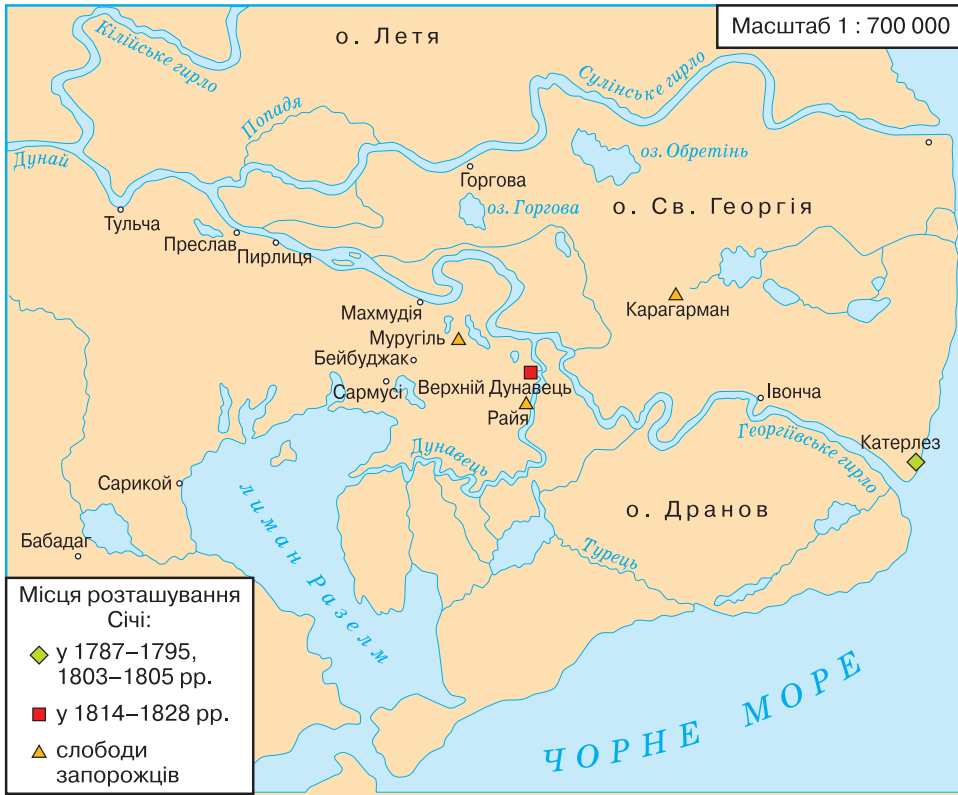 Масштаб 1 : 700 000
о. Летя
Кілійське гирло
Сулінське гирло
Попадя
Дунай
оз. Обретінь
Горгова
оз. Горгова
о. Св. Георгія
Тульча
Преслав
Пирлиця
Махмудія
Карагарман
Муругіль
Бейбуджак
Сармусі
Верхній Дунавець
Райя
Івонча
Георгіївське гирло
Катерлез
Дунавець
Сарикой
лиман Разелм
о. Дранов
Бабадаг
Турець
ЧОРНЕ МОРЕ
Місця розташування
Січі:
у 1787–1795,
1803–1805 рр.
у 1814–1828 рр.
слободи
запорожців